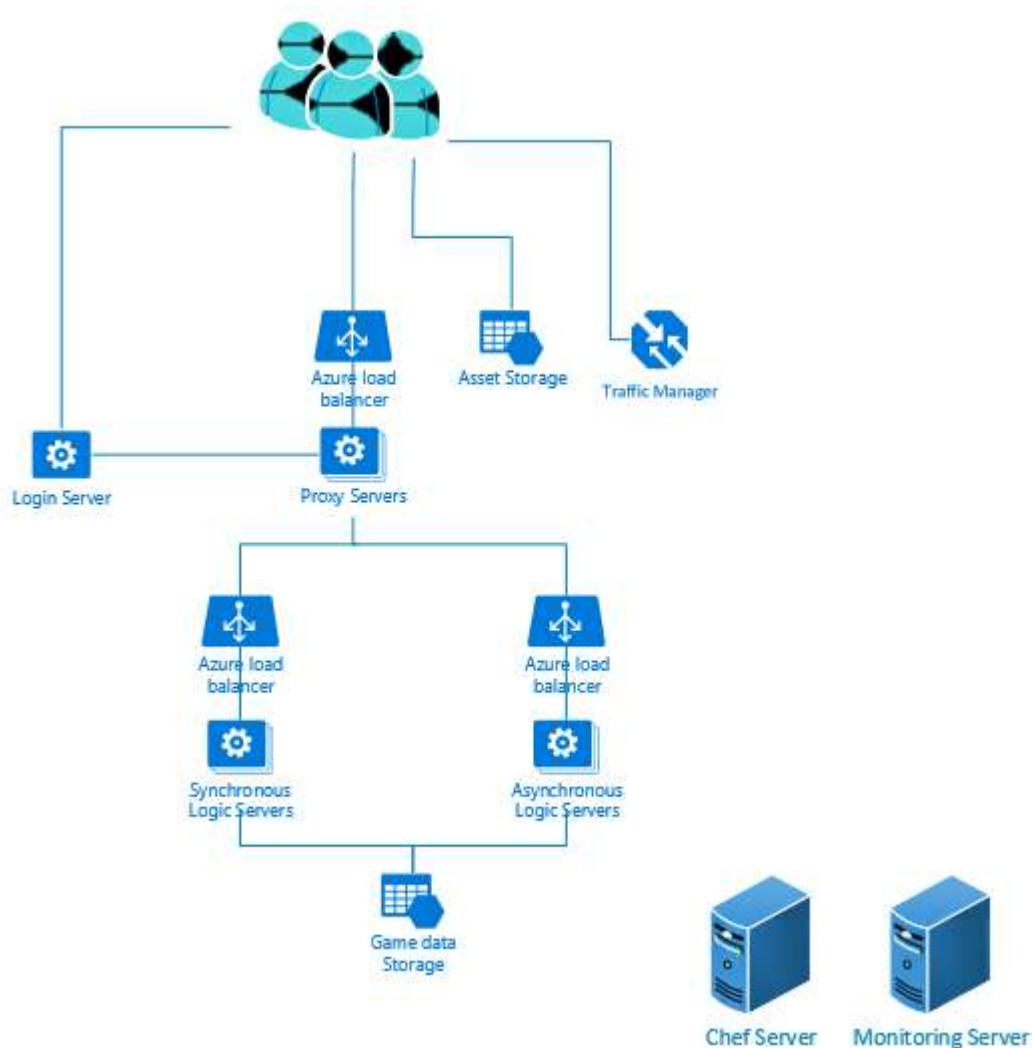 Azure load
balancer
Asset Storage
Traffic Manager
Login Server
Proxy Servers
Azure load
balancer
Azure load
balancer
Synchronous
Logic Servers
Asynchronous
Logic Servers
Game data
Storage
Chef Server
Monitoring Server